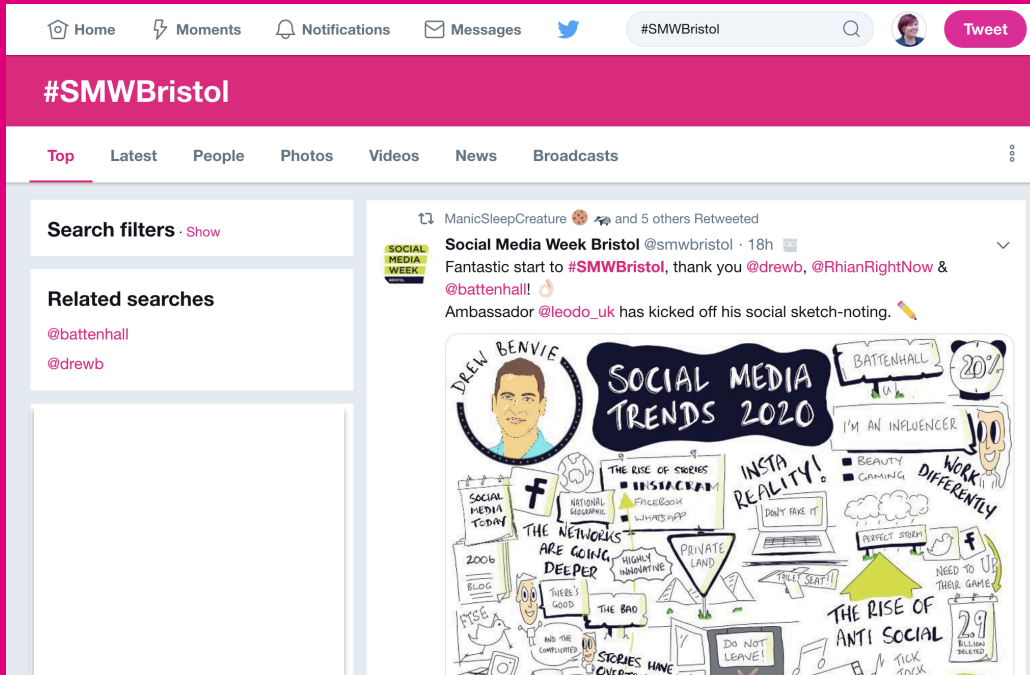 Home Moments Notifications Messages #SMWBristol Tweet
#SMWBristol
Top Latest People Photos Videos News Broadcasts
Search filters · Show
Related searches
@battenhall
@drewb
ManicSleepCreature 🍪 and 5 others Retweeted
SOCIAL
MEDIA
WEEK
BRISTOL
Social Media Week Bristol @smwbristol · 18h
Fantastic start to #SMWBristol, thank you @drewb, @RhianRightNow &
@battenhall! 👌🏻
Ambassador @leodo_uk has kicked off his social sketch-noting. ✏️
DREW BENVIE
SOCIAL MEDIA
TRENDS 2020
BATTENHALL
20%
I'M AN INFLUENCER
BEAUTY
GAMING
WORK
DIFFERENTLY
SOCIAL
MEDIA
TODAY
f
NATIONAL
GEOGRAPHIC
THE RISE OF STORIES
INSTAGRAM
FACEBOOK
WHATSAPP
INSTA
REALITY!
DON'T FAKE IT
PERFECT STORM
f
NEED TO UP
THEIR GAME
THE NETWORKS
ARE GOING
DEEPER
HIGHLY
INNOVATIVE
PRIVATE
LAND
TOILET SEAT!!
2006
BLOG
THERE'S
GOOD
THE BAD
AND THE
COMPLICATED
FTSE
STORIES HAVE
DO NOT
LEAVE!
THE RISE OF
ANTI SOCIAL
2.9
BILLION
DELETED
TICK
TOCK